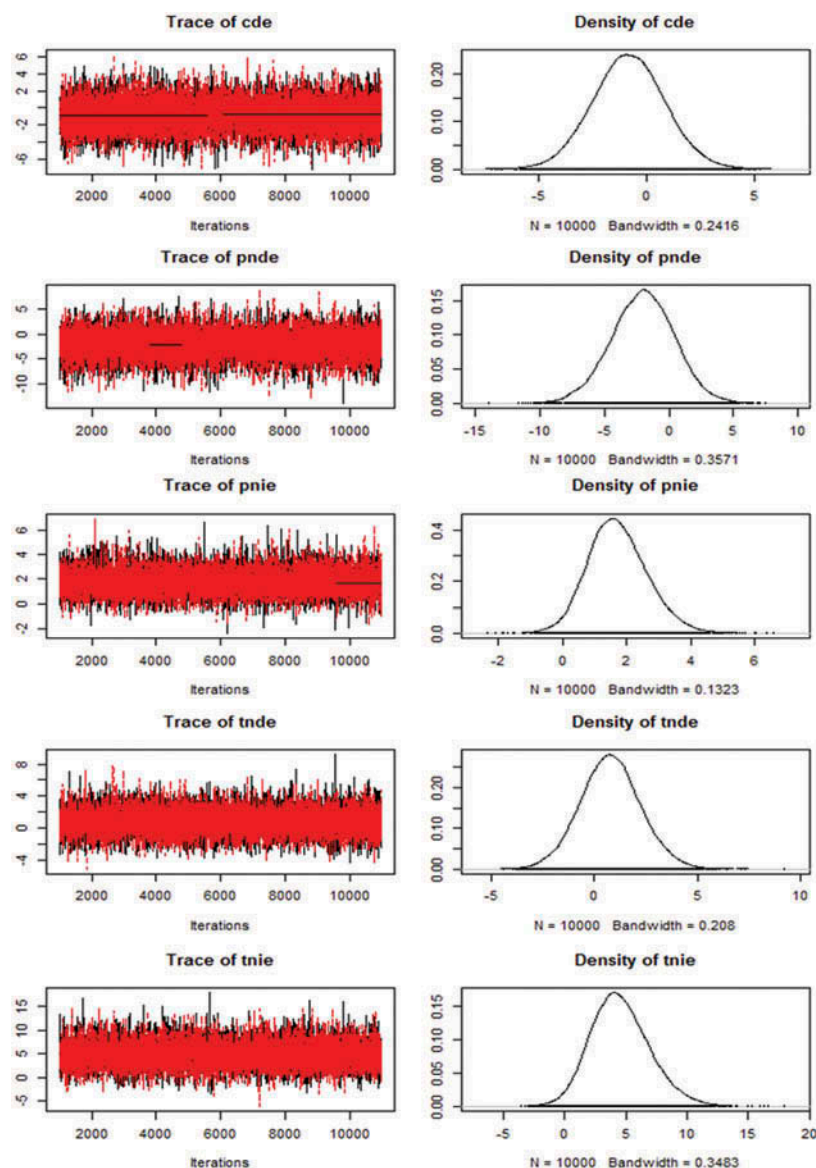 Trace of cde
Density of cde
6
2
-2
-6
2000 4000 6000 8000 10000
Iterations
0.20
0.10
0.00
-5 0 5
N = 10000 Bandwidth = 0.2416
Trace of pnde
Density of pnde
5
0
-5
-10
2000 4000 6000 8000 10000
Iterations
0.15
0.10
0.05
0.00
-15 -10 -5 0 5 10
N = 10000 Bandwidth = 0.3571
Trace of pnie
Density of pnie
6
4
2
0
-2
2000 4000 6000 8000 10000
Iterations
0.4
0.2
0.0
-2 0 2 4 6
N = 10000 Bandwidth = 0.1323
Trace of tnde
Density of tnde
8
4
0
-4
2000 4000 6000 8000 10000
Iterations
0.20
0.10
0.00
-5 0 5 10
N = 10000 Bandwidth = 0.208
Trace of tnie
Density of tnie
15
10
5
0
-5
2000 4000 6000 8000 10000
Iterations
0.15
0.10
0.05
0.00
-5 0 5 10 15 20
N = 10000 Bandwidth = 0.3483